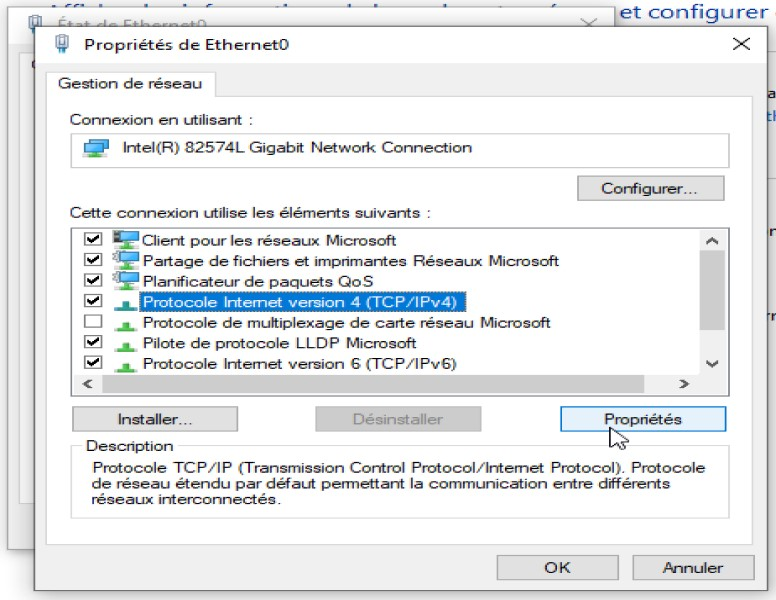 et configurer
État de Ethernet0
Propriétés de Ethernet0
Gestion de réseau
Connexion en utilisant :
Intel(R) 82574L Gigabit Network Connection
Configurer...
Cette connexion utilise les éléments suivants :
Client pour les réseaux Microsoft
Partage de fichiers et imprimantes Réseaux Microsoft
Planificateur de paquets QoS
Protocole Internet version 4 (TCP/IPv4)
Protocole de multiplexage de carte réseau Microsoft
Pilote de protocole LLDP Microsoft
Protocole Internet version 6 (TCP/IPv6)
Installer...
Désinstaller
Propriétés
Description
Protocole TCP/IP (Transmission Control Protocol/Internet Protocol). Protocole
de réseau étendu par défaut permettant la communication entre différents
réseaux interconnectés.
OK
Annuler